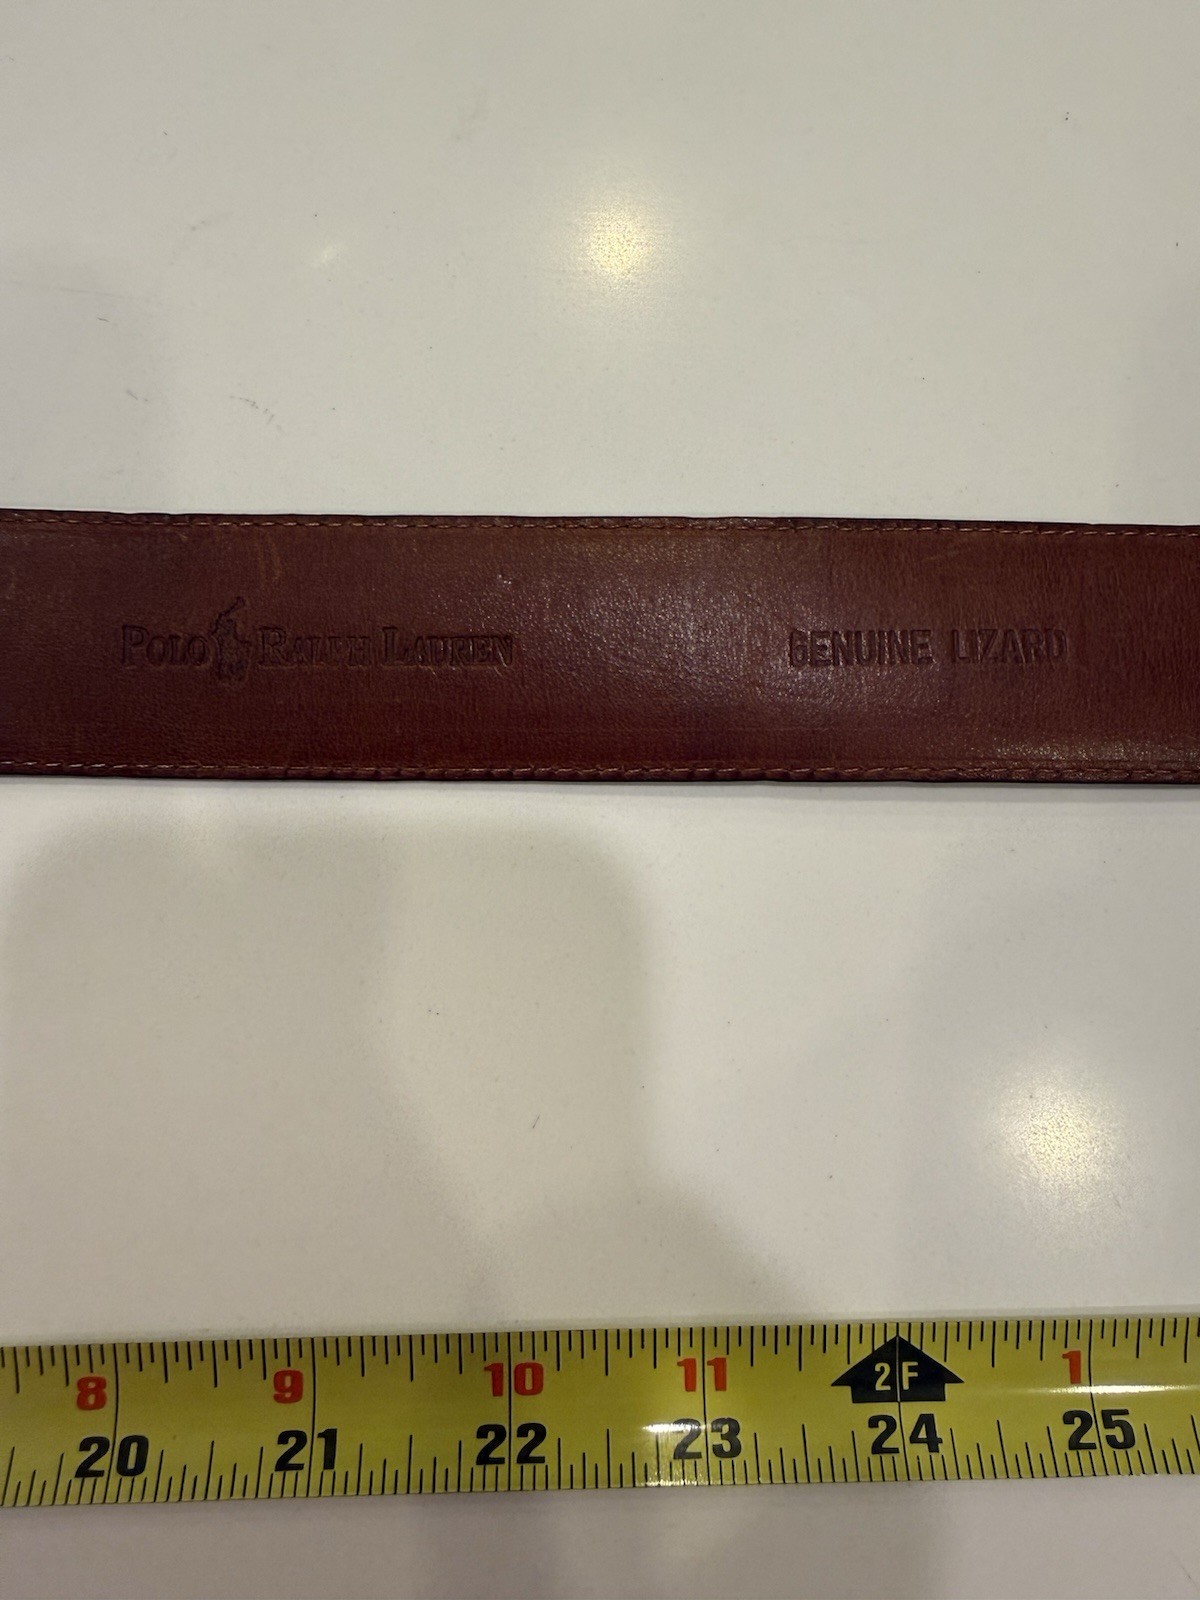 POLO RALPH LAUREN GENUINE LIZARD
8 9 10 11 2F 1
20 21 22 23 24 25